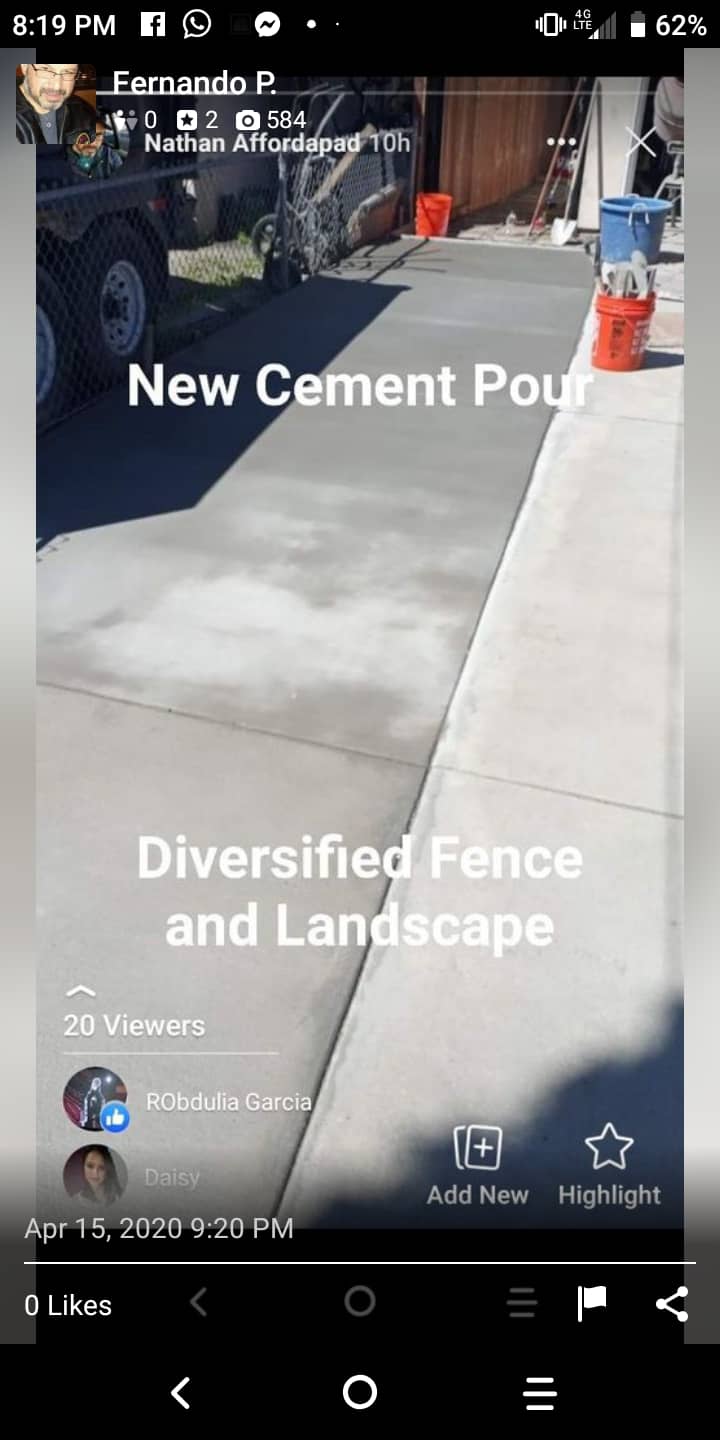 8:19 PM
4G
LTE
62%
Fernando P.
0 2 584
Nathan Affordapad 10h
New Cement Pour
Diversified Fence
and Landscape
20 Viewers
RObdulia Garcia
Daisy
Add New
Highlight
Apr 15, 2020 9:20 PM
0 Likes